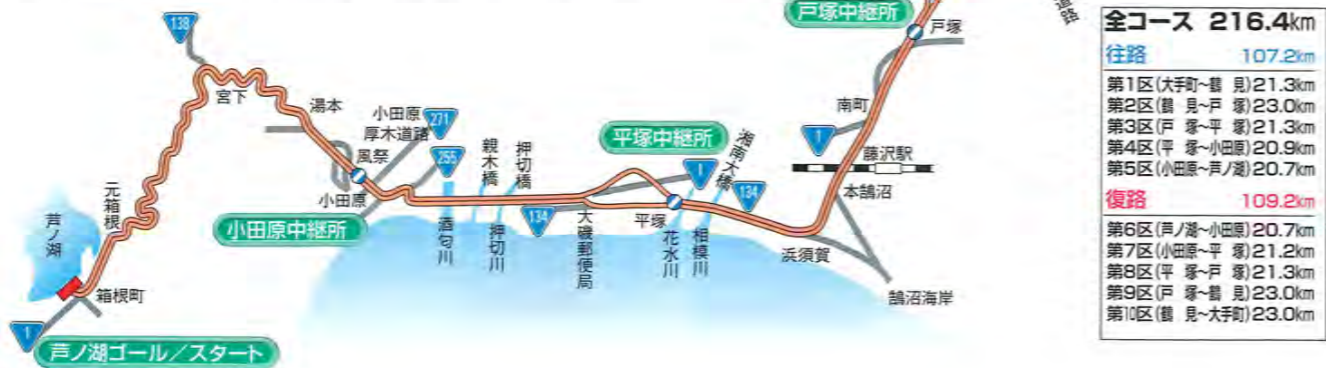 戸塚中継所
戸塚
138
宮下
湯本
小田原
厚木道路
271
風祭
255
親木橋
押切橋
平塚中継所
1
湘南大橋
134
南町
1
藤沢駅
本鵠沼
元箱根
芦ノ湖
小田原
小田原中継所
酒匂川
押切川
134
大磯郵便局
平塚
花水川
相模川
浜須賀
鵠沼海岸
箱根町
1
芦ノ湖ゴール/スタート
全コース 216.4km
往路 107.2km
第1区(大手町~鶴 見)21.3km
第2区(鶴 見~戸 塚)23.0km
第3区(戸 塚~平 塚)21.3km
第4区(平 塚~小田原)20.9km
第5区(小田原~芦ノ湖)20.7km
復路 109.2km
第6区(芦ノ湖~小田原)20.7km
第7区(小田原~平 塚)21.2km
第8区(平 塚~戸 塚)21.3km
第9区(戸 塚~鶴 見)23.0km
第10区(鶴 見~大手町)23.0km